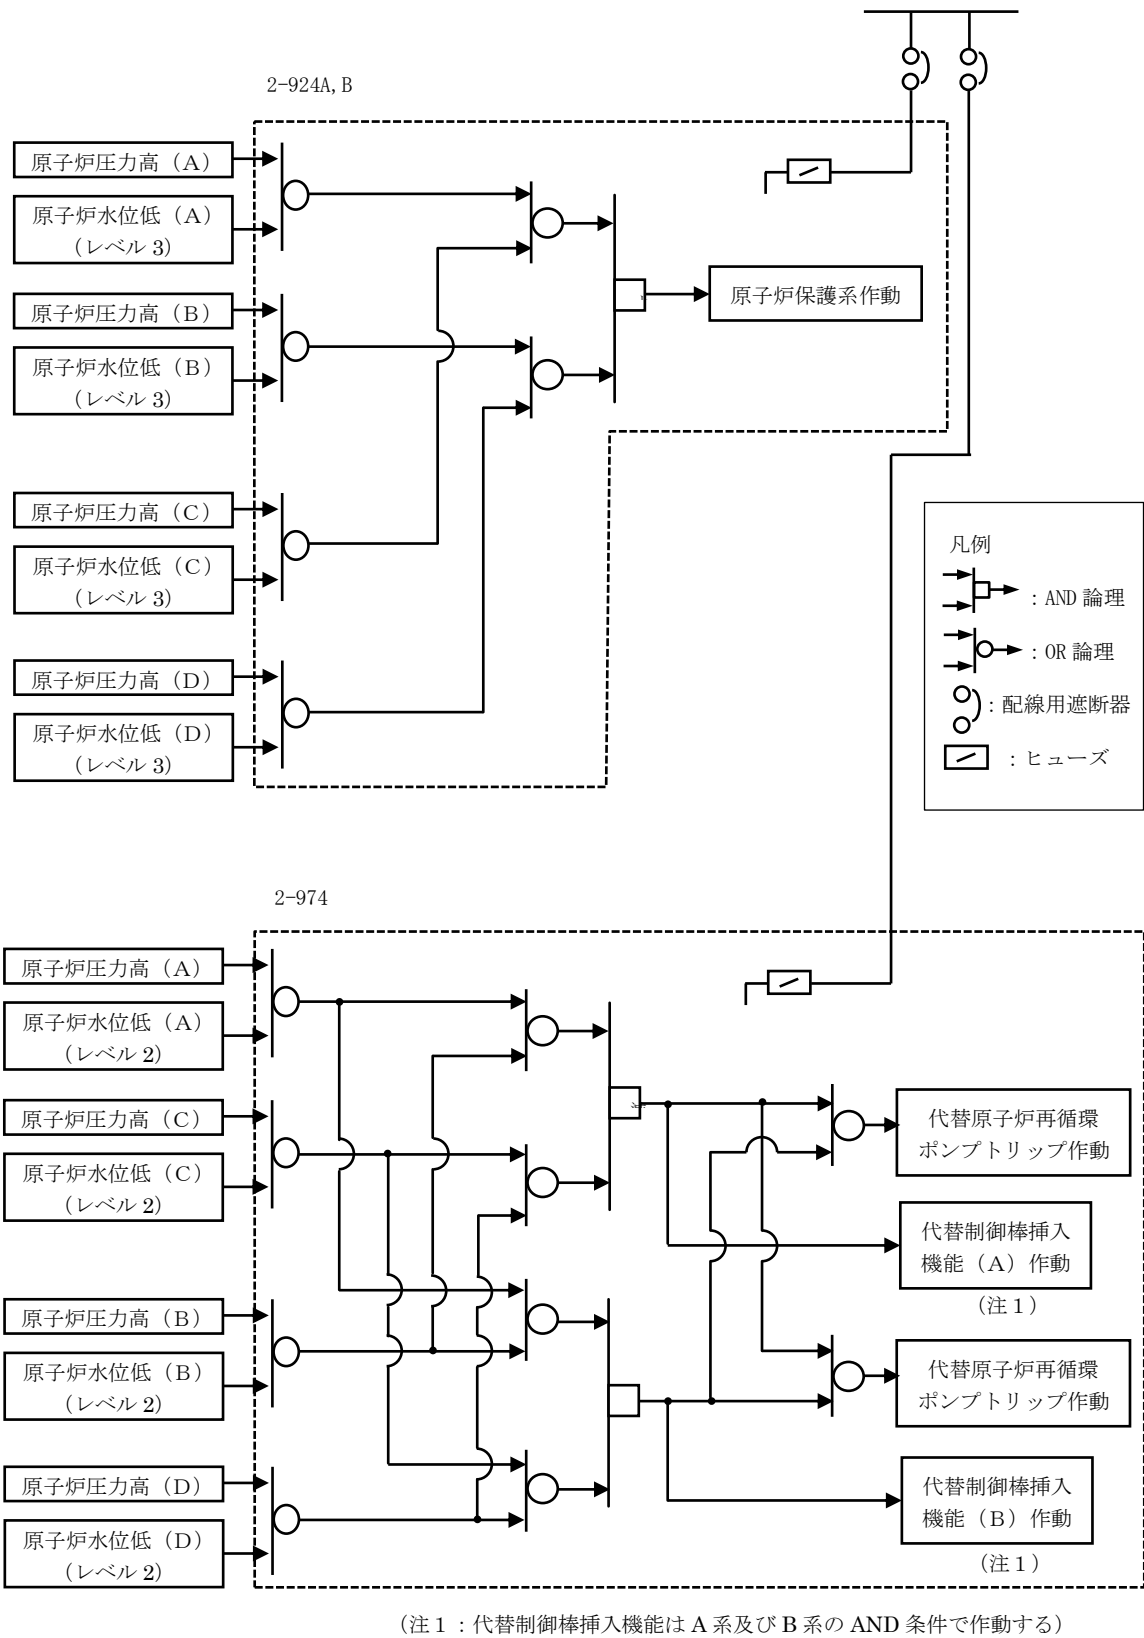 2-924A, B
原子炉圧力高（A）
原子炉水位低（A）
（レベル 3）
原子炉圧力高（B）
原子炉水位低（B）
（レベル 3）
原子炉圧力高（C）
原子炉水位低（C）
（レベル 3）
原子炉圧力高（D）
原子炉水位低（D）
（レベル 3）
原子炉保護系作動
凡例
：AND 論理
：OR 論理
：配線用遮断器
：ヒューズ
2-974
原子炉圧力高（A）
原子炉水位低（A）
（レベル 2）
原子炉圧力高（C）
原子炉水位低（C）
（レベル 2）
原子炉圧力高（B）
原子炉水位低（B）
（レベル 2）
原子炉圧力高（D）
原子炉水位低（D）
（レベル 2）
代替原子炉再循環
ポンプトリップ作動
代替制御棒挿入
機能（A）作動
（注１）
代替原子炉再循環
ポンプトリップ作動
代替制御棒挿入
機能（B）作動
（注１）
（注１：代替制御棒挿入機能は A 系及び B 系の AND 条件で作動する）